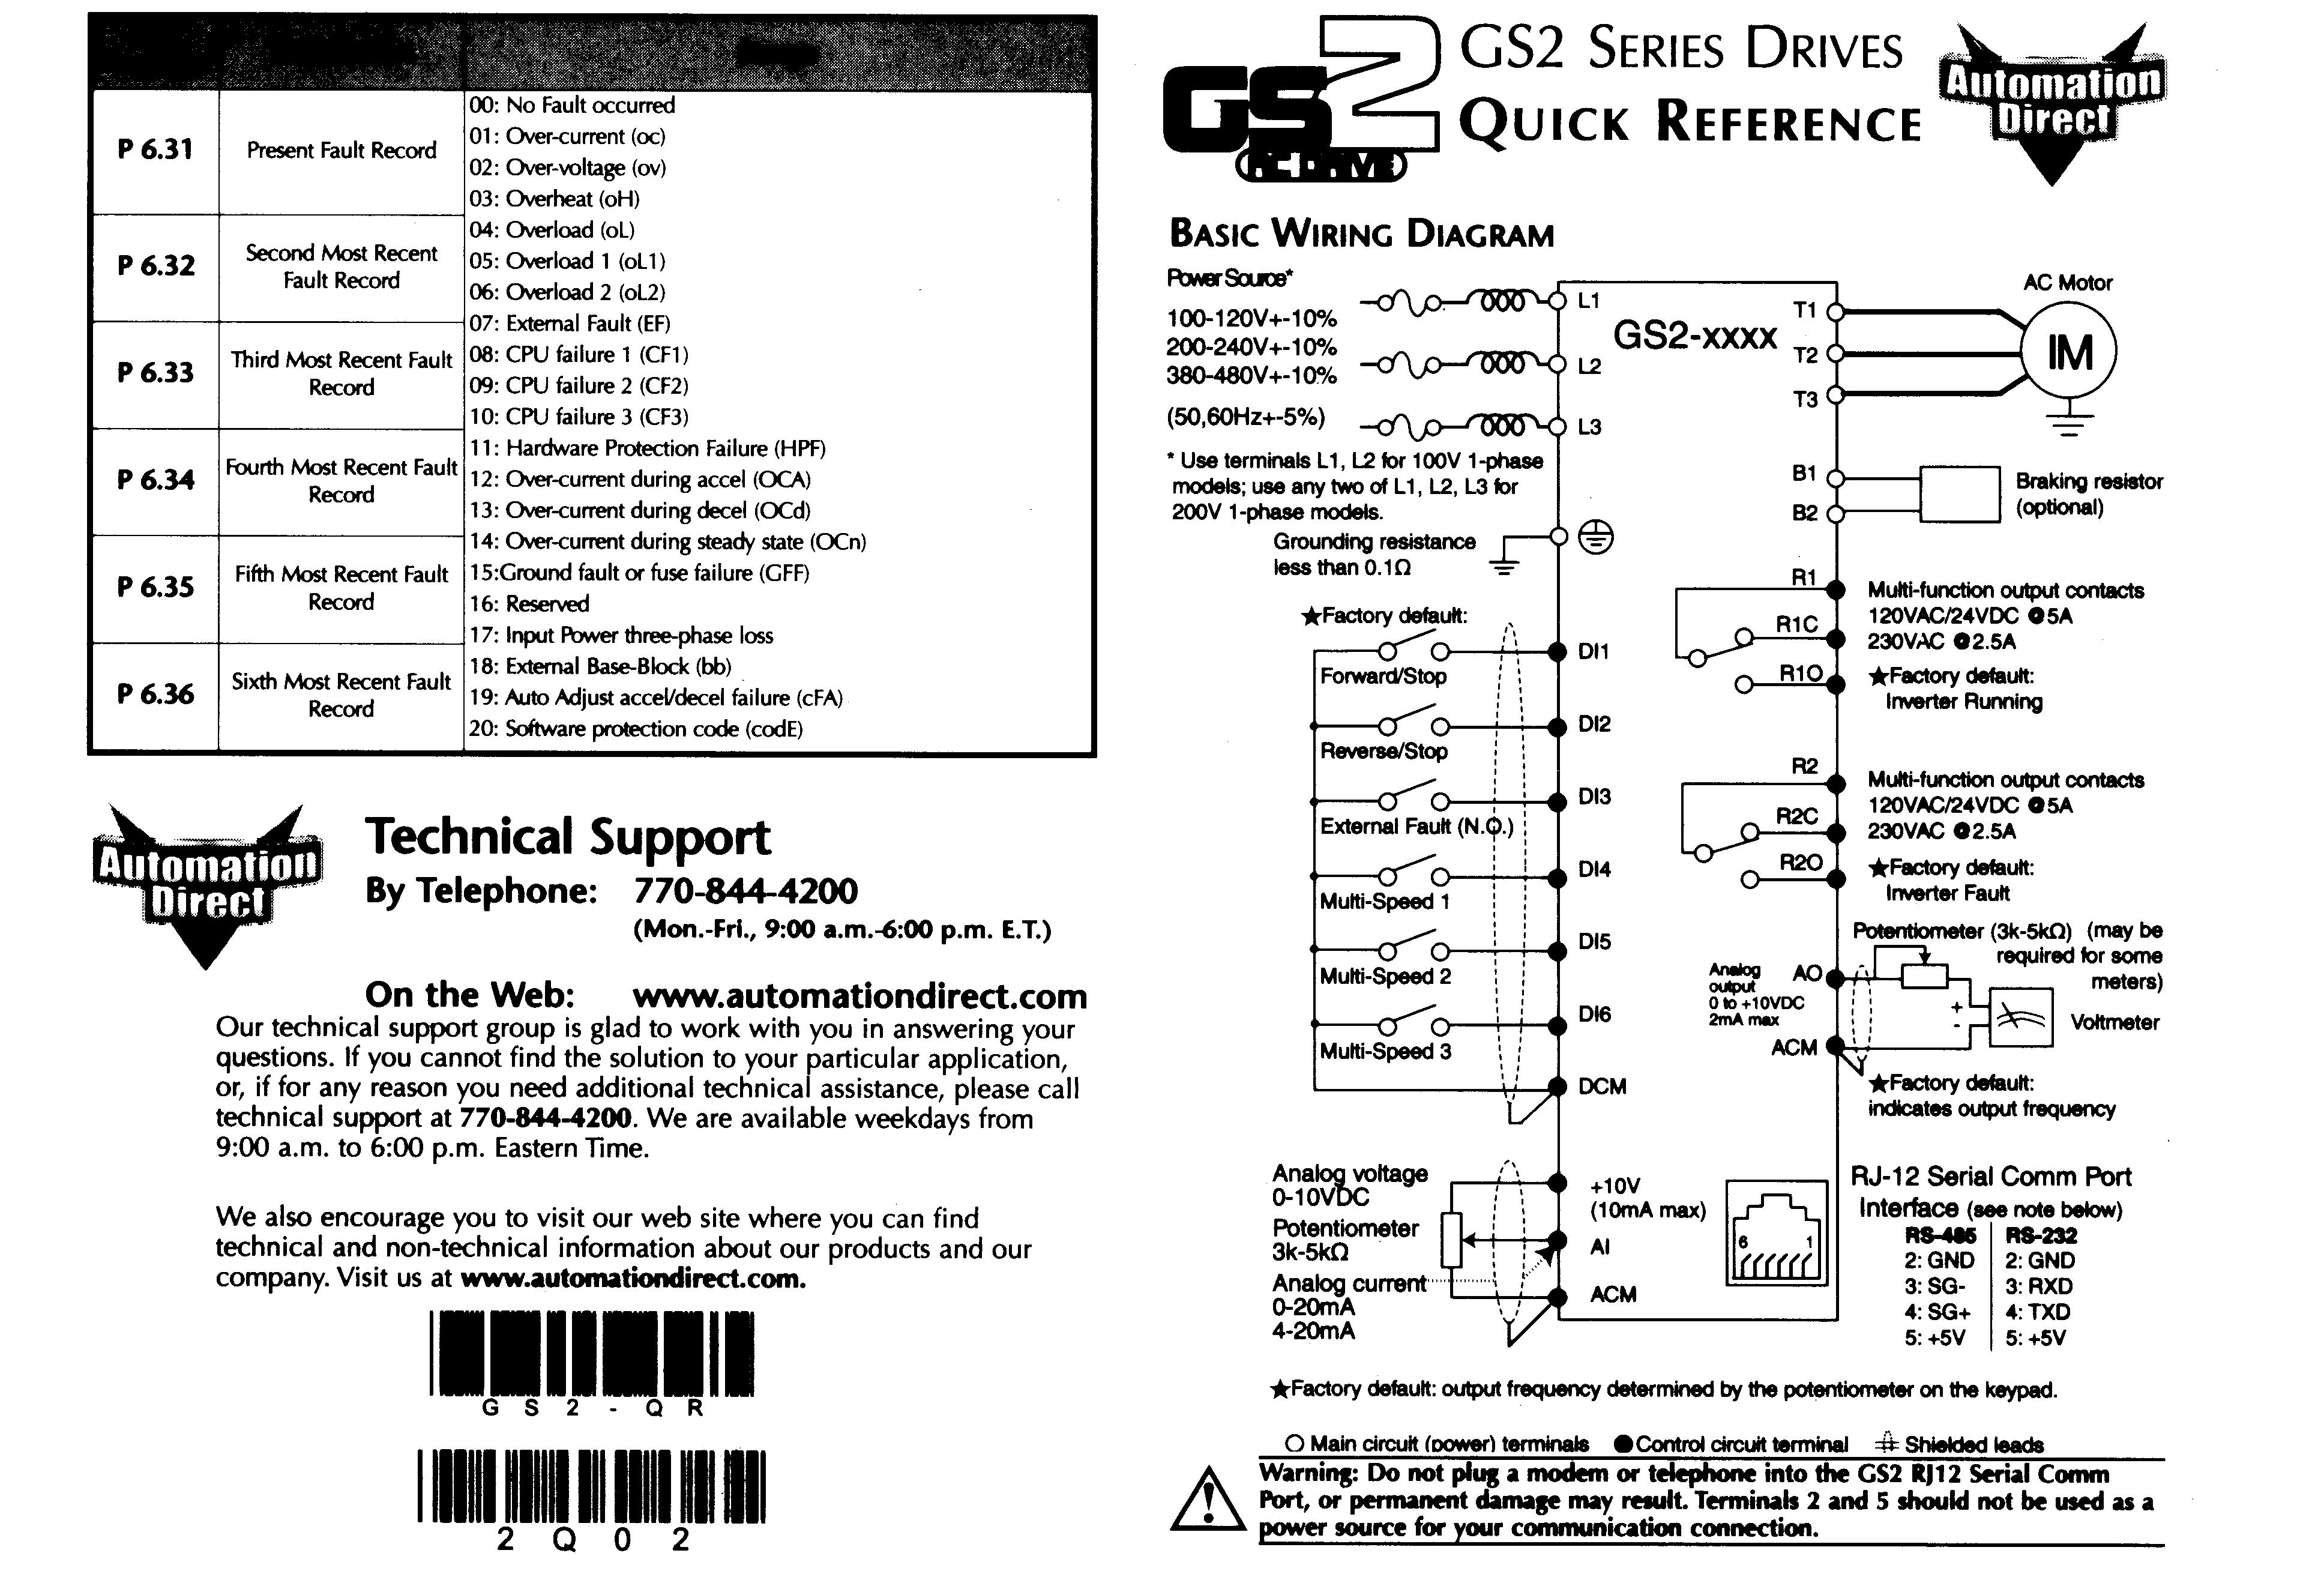 P 6.31
Present Fault Record
P 6.32
Second Most Recent
Fault Record
P 6.33
Third Most Recent Fault
Record
P 6.34
Fourth Most Recent Fault
Record
P 6.35
Fifth Most Recent Fault
Record
P 6.36
Sixth Most Recent Fault
Record
00: No Fault occurred
01: Over-current (oc)
02: Over-voltage (ov)
03: Overheat (oH)
04: Overload (oL)
05: Overload 1 (oL1)
06: Overload 2 (oL2)
07: External Fault (EF)
08: CPU failure 1 (CF1)
09: CPU failure 2 (CF2)
10: CPU failure 3 (CF3)
11: Hardware Protection Failure (HPF)
12: Over-current during accel (OCA)
13: Over-current during decel (OCd)
14: Over-current during steady state (OCn)
15:Ground fault or fuse failure (GFF)
16: Reserved
17: Input Power three-phase loss
18: External Base-Block (bb)
19: Auto Adjust accel/decel failure (cFA)
20: Software protection code (codE)
Automation
Direct
Technical Support
By Telephone: 770-844-4200
(Mon.-Fri., 9:00 a.m.-6:00 p.m. E.T.)
On the Web: www.automationdirect.com
Our technical support group is glad to work with you in answering your
questions. If you cannot find the solution to your particular application,
or, if for any reason you need additional technical assistance, please call
technical support at 770-844-4200. We are available weekdays from
9:00 a.m. to 6:00 p.m. Eastern Time.
We also encourage you to visit our web site where you can find
technical and non-technical information about our products and our
company. Visit us at www.automationdirect.com.
GS2-QR
2Q02
GS2
AC DRIVE
GS2 SERIES DRIVES
QUICK REFERENCE
Automation
Direct
BASIC WIRING DIAGRAM
Power Source*
100-120V+-10%
200-240V+-10%
380-480V+-10%
(50,60Hz+-5%)
* Use terminals L1, L2 for 100V 1-phase
models; use any two of L1, L2, L3 for
200V 1-phase models.
Grounding resistance
less than 0.1Ω
L1
L2
L3
GS2-xxxx
T1
T2
T3
AC Motor
IM
B1
B2
Braking resistor
(optional)
★Factory default:
Forward/Stop
DI1
Reverse/Stop
DI2
External Fault (N.O.)
DI3
Multi-Speed 1
DI4
Multi-Speed 2
DI5
Multi-Speed 3
DI6
DCM
R1
R1C
R1O
Multi-function output contacts
120VAC/24VDC @5A
230VAC @2.5A
★Factory default:
Inverter Running
R2
R2C
R2O
Multi-function output contacts
120VAC/24VDC @5A
230VAC @2.5A
★Factory default:
Inverter Fault
Potentiometer (3k-5kΩ) (may be
required for some
meters)
Analog
output
0 to +10VDC
2mA max
AO
ACM
+
-
Voltmeter
★Factory default:
indicates output frequency
Analog voltage
0-10VDC
Potentiometer
3k-5kΩ
Analog current
0-20mA
4-20mA
+10V
(10mA max)
AI
ACM
6 1
RJ-12 Serial Comm Port
Interface (see note below)
RS-485 RS-232
2: GND 2: GND
3: SG- 3: RXD
4: SG+ 4: TXD
5: +5V 5: +5V
★Factory default: output frequency determined by the potentiometer on the keypad.
Main circuit (power) terminals Control circuit terminal Shielded leads
Warning: Do not plug a modem or telephone into the GS2 RJ12 Serial Comm
Port, or permanent damage may result. Terminals 2 and 5 should not be used as a
power source for your communication connection.